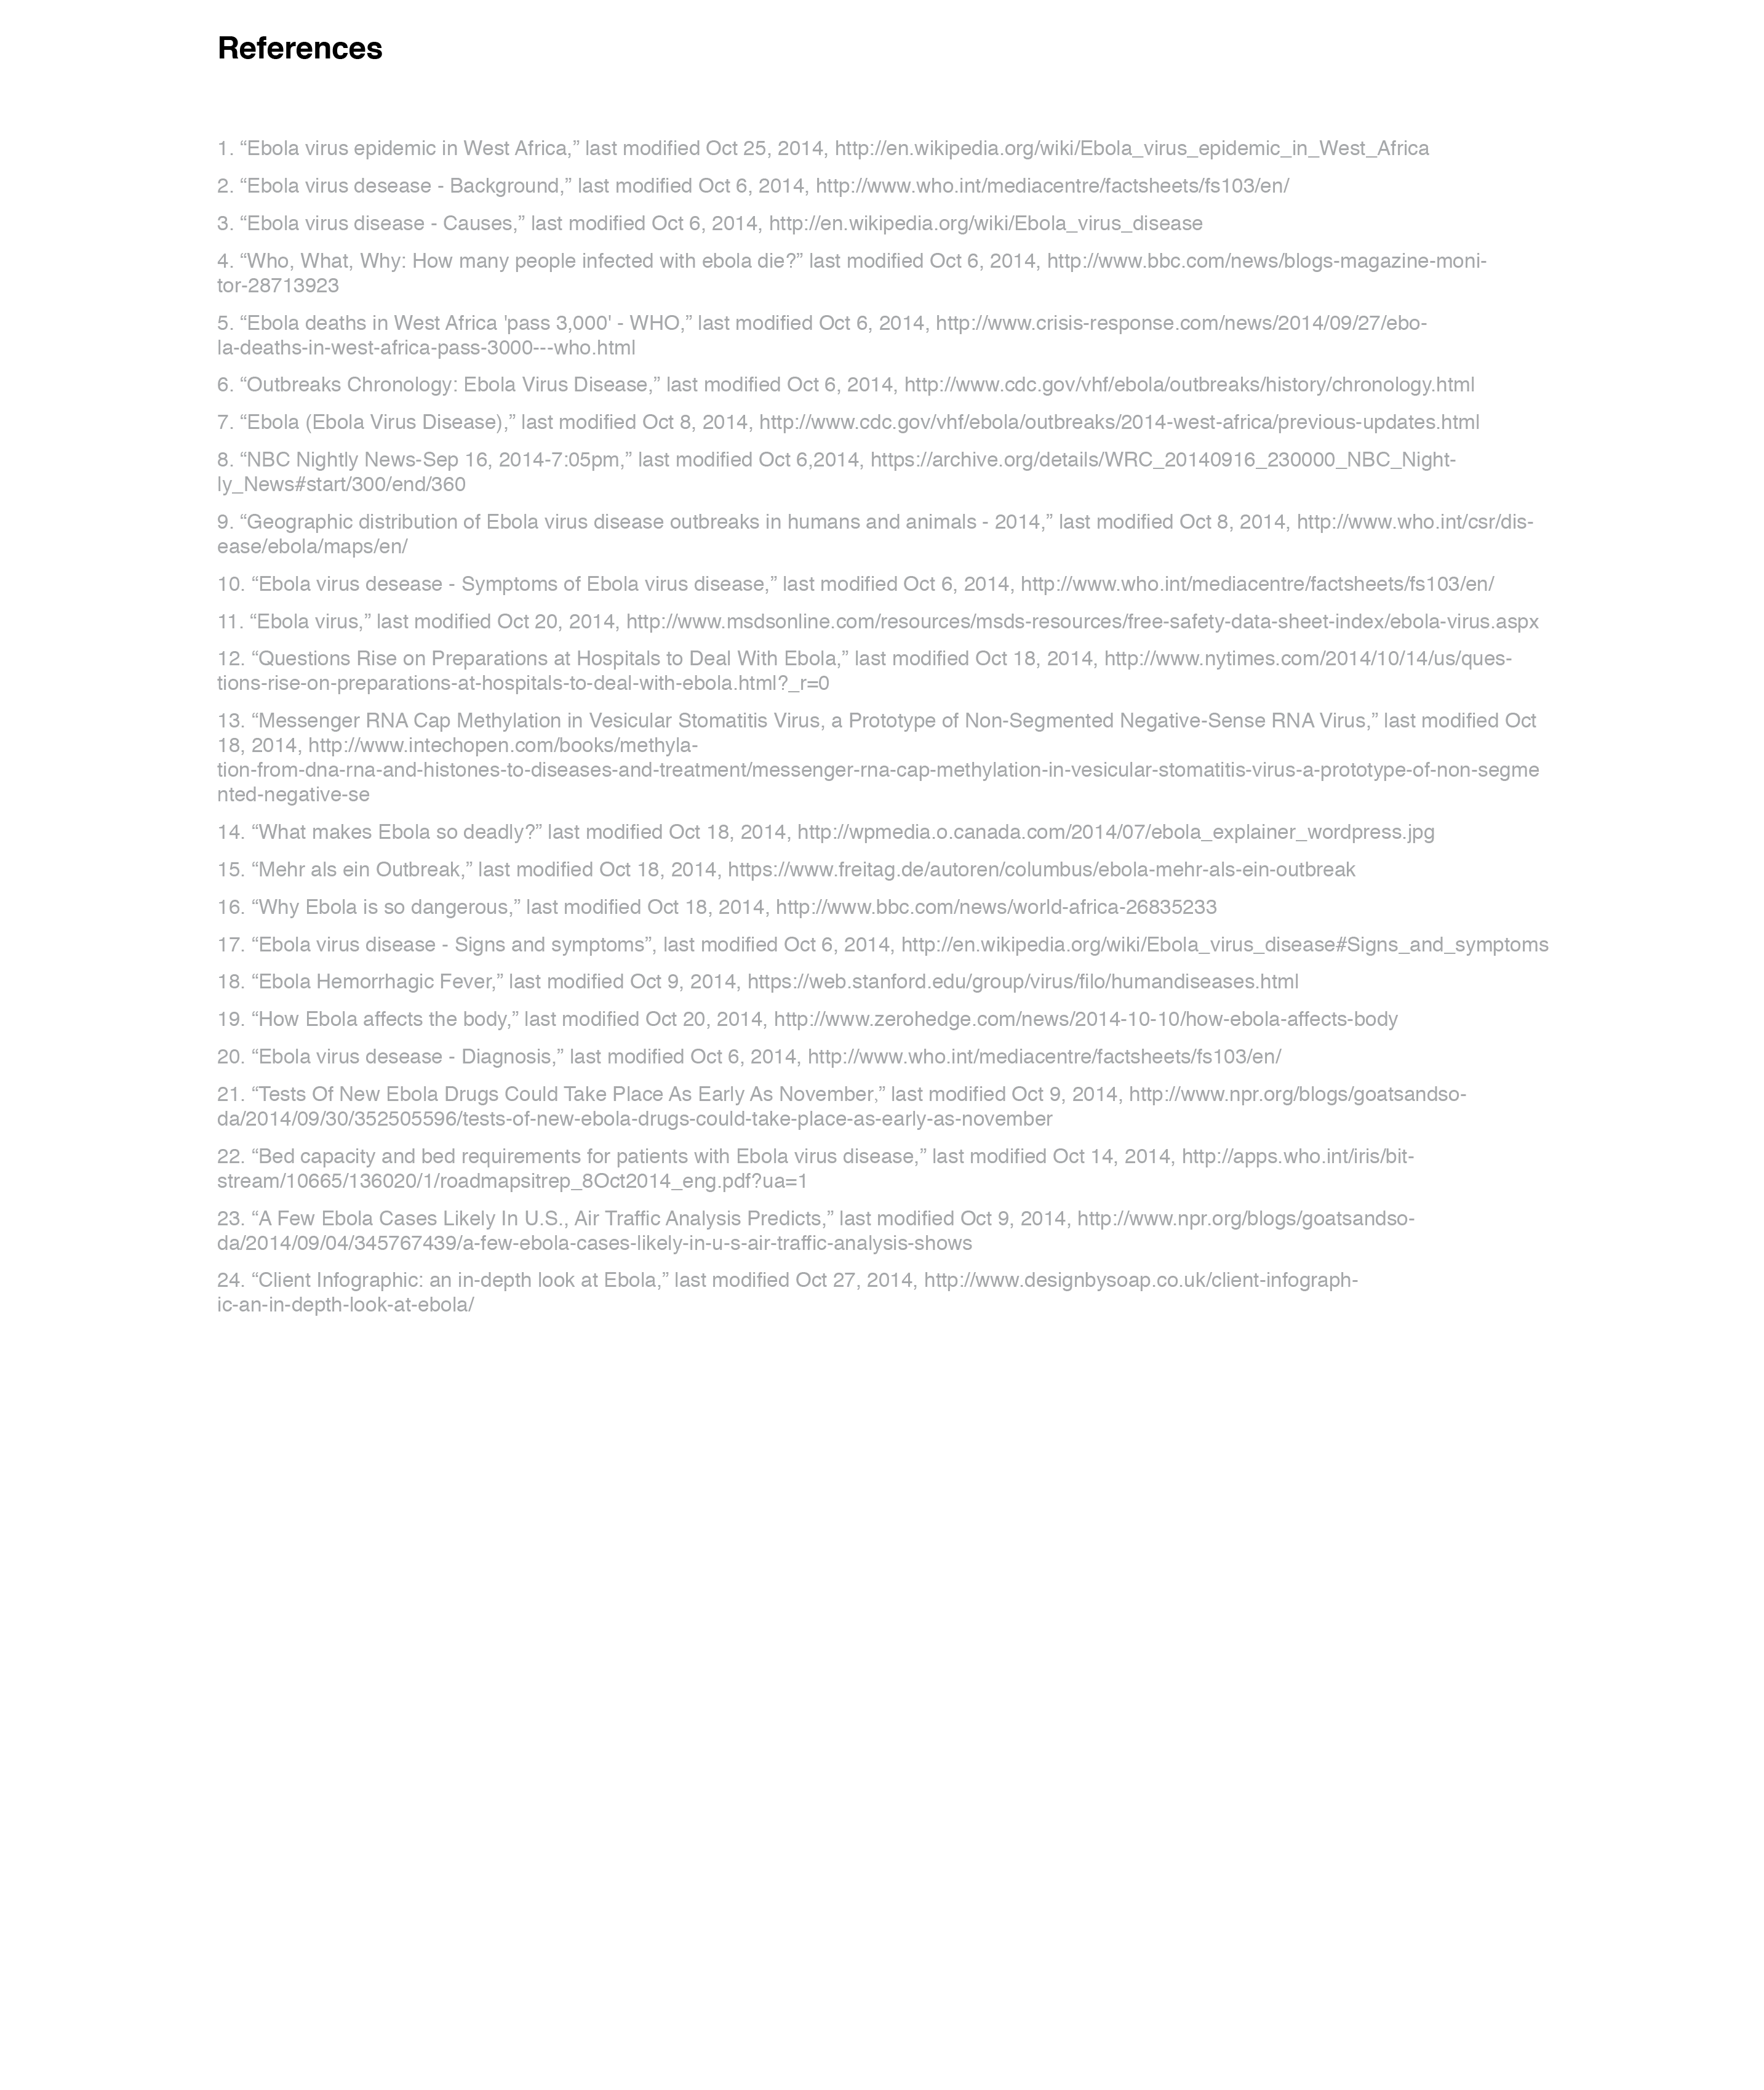 References
1. “Ebola virus epidemic in West Africa,” last modified Oct 25, 2014, http://en.wikipedia.org/wiki/Ebola_virus_epidemic_in_West_Africa
2. “Ebola virus desease - Background,” last modified Oct 6, 2014, http://www.who.int/mediacentre/factsheets/fs103/en/
3. “Ebola virus disease - Causes,” last modified Oct 6, 2014, http://en.wikipedia.org/wiki/Ebola_virus_disease
4. “Who, What, Why: How many people infected with ebola die?” last modified Oct 6, 2014, http://www.bbc.com/news/blogs-magazine-moni-
tor-28713923
5. “Ebola deaths in West Africa 'pass 3,000' - WHO,” last modified Oct 6, 2014, http://www.crisis-response.com/news/2014/09/27/ebo-
la-deaths-in-west-africa-pass-3000---who.html
6. “Outbreaks Chronology: Ebola Virus Disease,” last modified Oct 6, 2014, http://www.cdc.gov/vhf/ebola/outbreaks/history/chronology.html
7. “Ebola (Ebola Virus Disease),” last modified Oct 8, 2014, http://www.cdc.gov/vhf/ebola/outbreaks/2014-west-africa/previous-updates.html
8. “NBC Nightly News-Sep 16, 2014-7:05pm,” last modified Oct 6,2014, https://archive.org/details/WRC_20140916_230000_NBC_Night-
ly_News#start/300/end/360
9. “Geographic distribution of Ebola virus disease outbreaks in humans and animals - 2014,” last modified Oct 8, 2014, http://www.who.int/csr/dis-
ease/ebola/maps/en/
10. “Ebola virus desease - Symptoms of Ebola virus disease,” last modified Oct 6, 2014, http://www.who.int/mediacentre/factsheets/fs103/en/
11. “Ebola virus,” last modified Oct 20, 2014, http://www.msdsonline.com/resources/msds-resources/free-safety-data-sheet-index/ebola-virus.aspx
12. “Questions Rise on Preparations at Hospitals to Deal With Ebola,” last modified Oct 18, 2014, http://www.nytimes.com/2014/10/14/us/ques-
tions-rise-on-preparations-at-hospitals-to-deal-with-ebola.html?_r=0
13. “Messenger RNA Cap Methylation in Vesicular Stomatitis Virus, a Prototype of Non-Segmented Negative-Sense RNA Virus,” last modified Oct
18, 2014, http://www.intechopen.com/books/methyla-
tion-from-dna-rna-and-histones-to-diseases-and-treatment/messenger-rna-cap-methylation-in-vesicular-stomatitis-virus-a-prototype-of-non-segme
nted-negative-se
14. “What makes Ebola so deadly?” last modified Oct 18, 2014, http://wpmedia.o.canada.com/2014/07/ebola_explainer_wordpress.jpg
15. “Mehr als ein Outbreak,” last modified Oct 18, 2014, https://www.freitag.de/autoren/columbus/ebola-mehr-als-ein-outbreak
16. “Why Ebola is so dangerous,” last modified Oct 18, 2014, http://www.bbc.com/news/world-africa-26835233
17. “Ebola virus disease - Signs and symptoms”, last modified Oct 6, 2014, http://en.wikipedia.org/wiki/Ebola_virus_disease#Signs_and_symptoms
18. “Ebola Hemorrhagic Fever,” last modified Oct 9, 2014, https://web.stanford.edu/group/virus/filo/humandiseases.html
19. “How Ebola affects the body,” last modified Oct 20, 2014, http://www.zerohedge.com/news/2014-10-10/how-ebola-affects-body
20. “Ebola virus desease - Diagnosis,” last modified Oct 6, 2014, http://www.who.int/mediacentre/factsheets/fs103/en/
21. “Tests Of New Ebola Drugs Could Take Place As Early As November,” last modified Oct 9, 2014, http://www.npr.org/blogs/goatsandso-
da/2014/09/30/352505596/tests-of-new-ebola-drugs-could-take-place-as-early-as-november
22. “Bed capacity and bed requirements for patients with Ebola virus disease,” last modified Oct 14, 2014, http://apps.who.int/iris/bit-
stream/10665/136020/1/roadmapsitrep_8Oct2014_eng.pdf?ua=1
23. “A Few Ebola Cases Likely In U.S., Air Traffic Analysis Predicts,” last modified Oct 9, 2014, http://www.npr.org/blogs/goatsandso-
da/2014/09/04/345767439/a-few-ebola-cases-likely-in-u-s-air-traffic-analysis-shows
24. “Client Infographic: an in-depth look at Ebola,” last modified Oct 27, 2014, http://www.designbysoap.co.uk/client-infograph-
ic-an-in-depth-look-at-ebola/